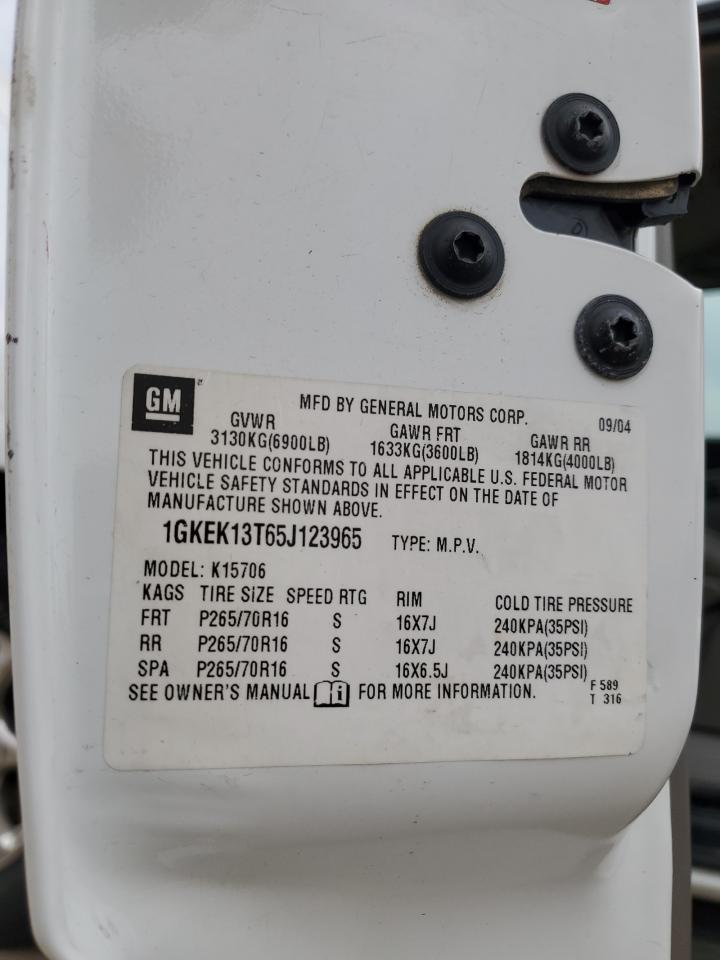 GM
MFD BY GENERAL MOTORS CORP. 09/04
GVWR GAWR FRT GAWR RR
3130KG(6900LB) 1633KG(3600LB) 1814KG(4000LB)
THIS VEHICLE CONFORMS TO ALL APPLICABLE U.S. FEDERAL MOTOR
VEHICLE SAFETY STANDARDS IN EFFECT ON THE DATE OF
MANUFACTURE SHOWN ABOVE.
1GKEK13T65J123965 TYPE: M.P.V.
MODEL: K15706
KAGS TIRE SIZE SPEED RTG RIM COLD TIRE PRESSURE
FRT P265/70R16 S 16X7J 240KPA(35PSI)
RR P265/70R16 S 16X7J 240KPA(35PSI)
SPA P265/70R16 S 16X6.5J 240KPA(35PSI)
SEE OWNER'S MANUAL FOR MORE INFORMATION. F 589
T 316